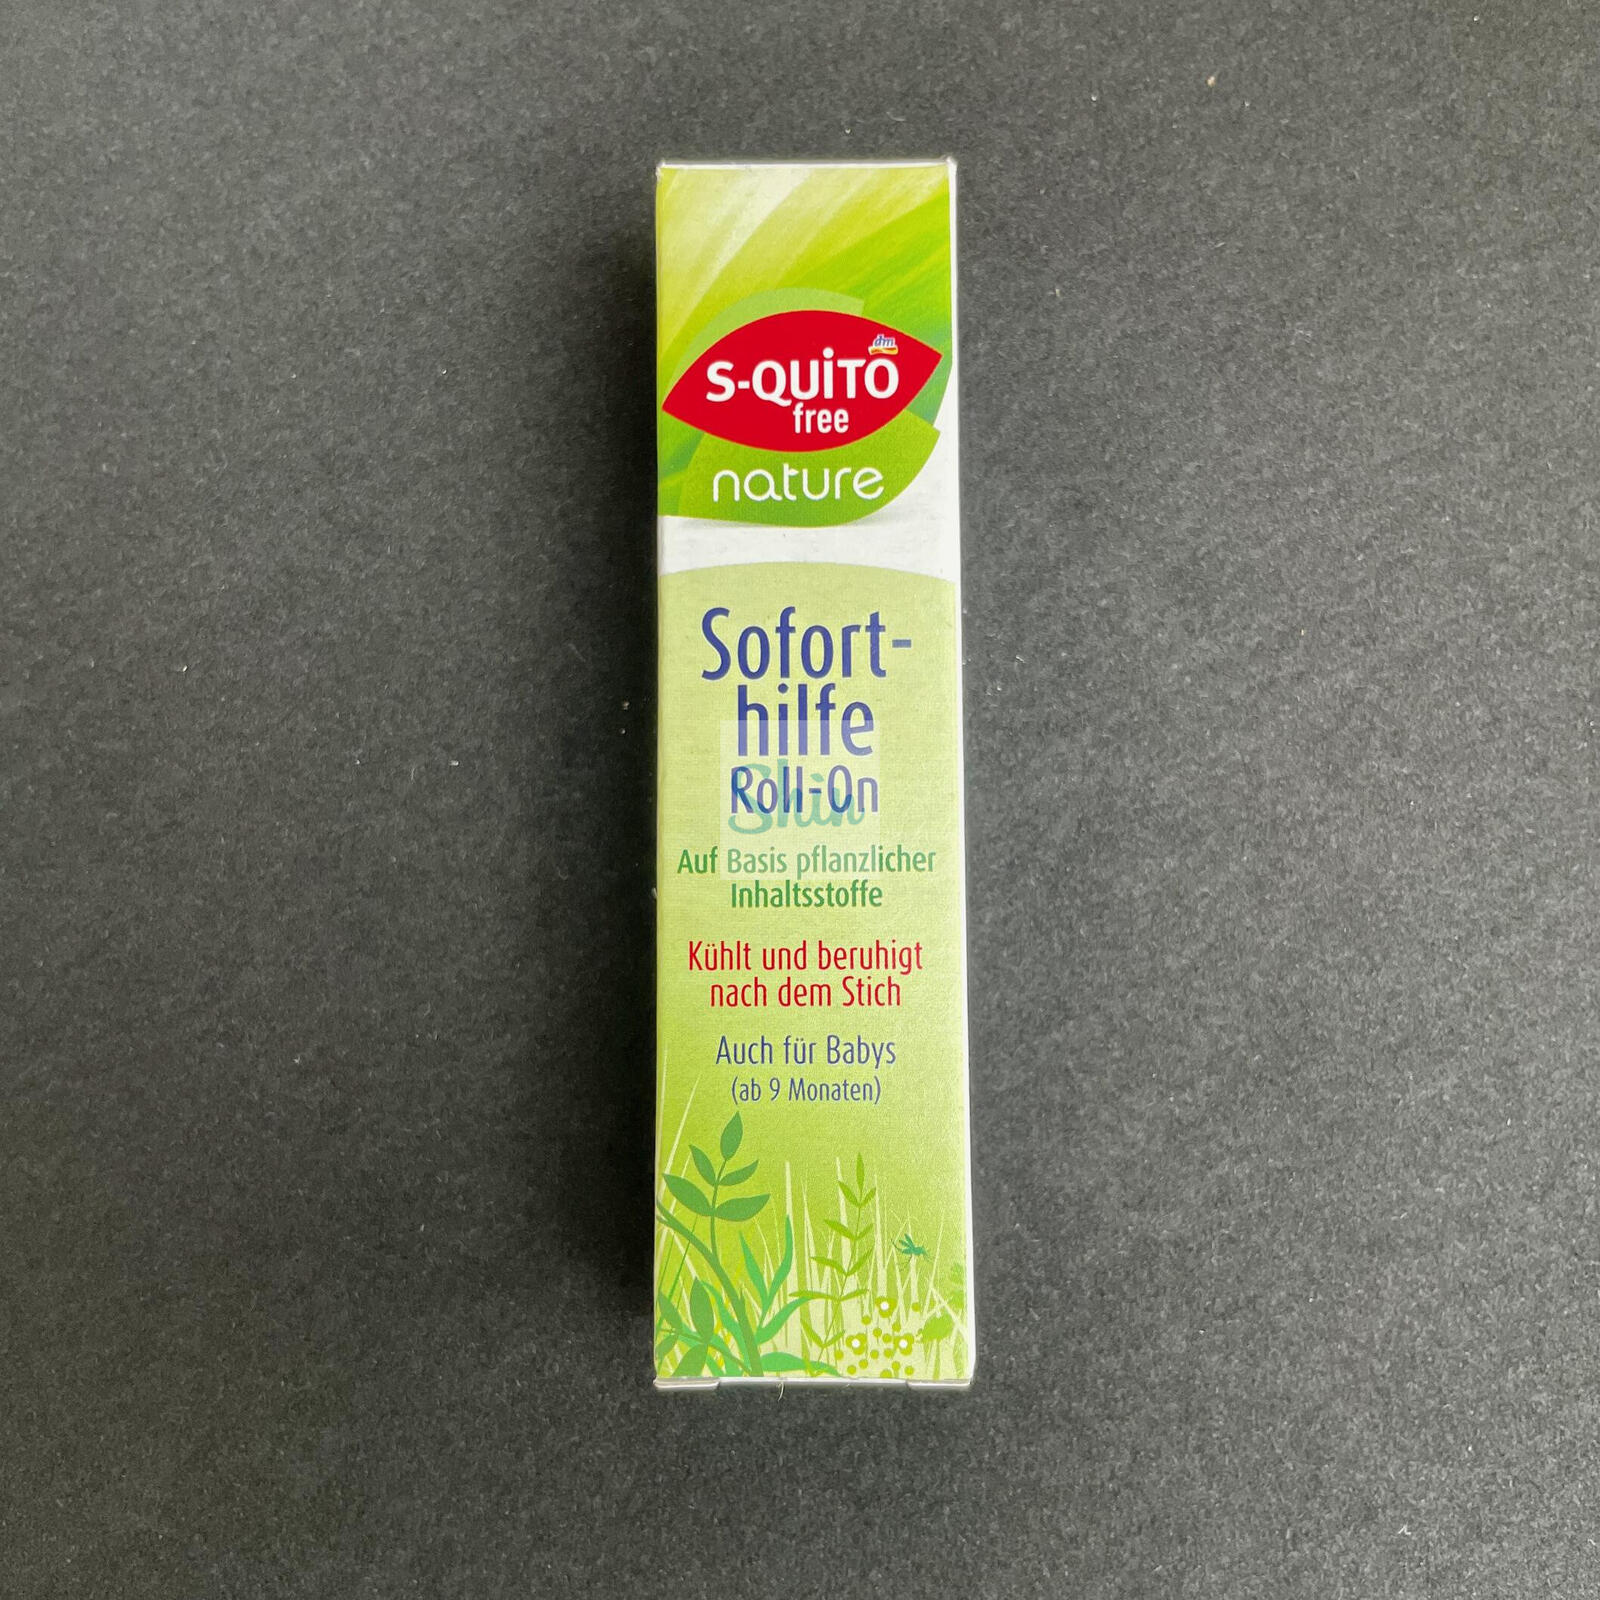 dm
S-QUiTO
free
nature
Sofort-
hilfe
Roll-On
Shin
Auf Basis pflanzlicher
Inhaltsstoffe
Kühlt und beruhigt
nach dem Stich
Auch für Babys
(ab 9 Monaten)